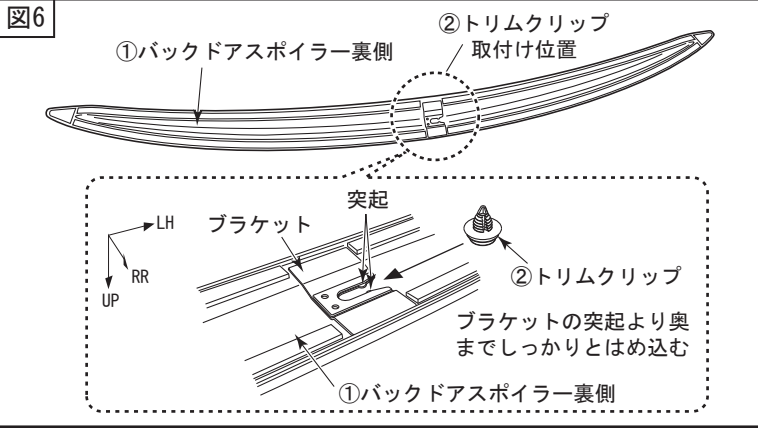 図6
①バックドアスポイラー裏側
②トリムクリップ
取付け位置
突起
ブラケット
LH
RR
UP
②トリムクリップ
ブラケットの突起より奥
までしっかりとはめ込む
①バックドアスポイラー裏側